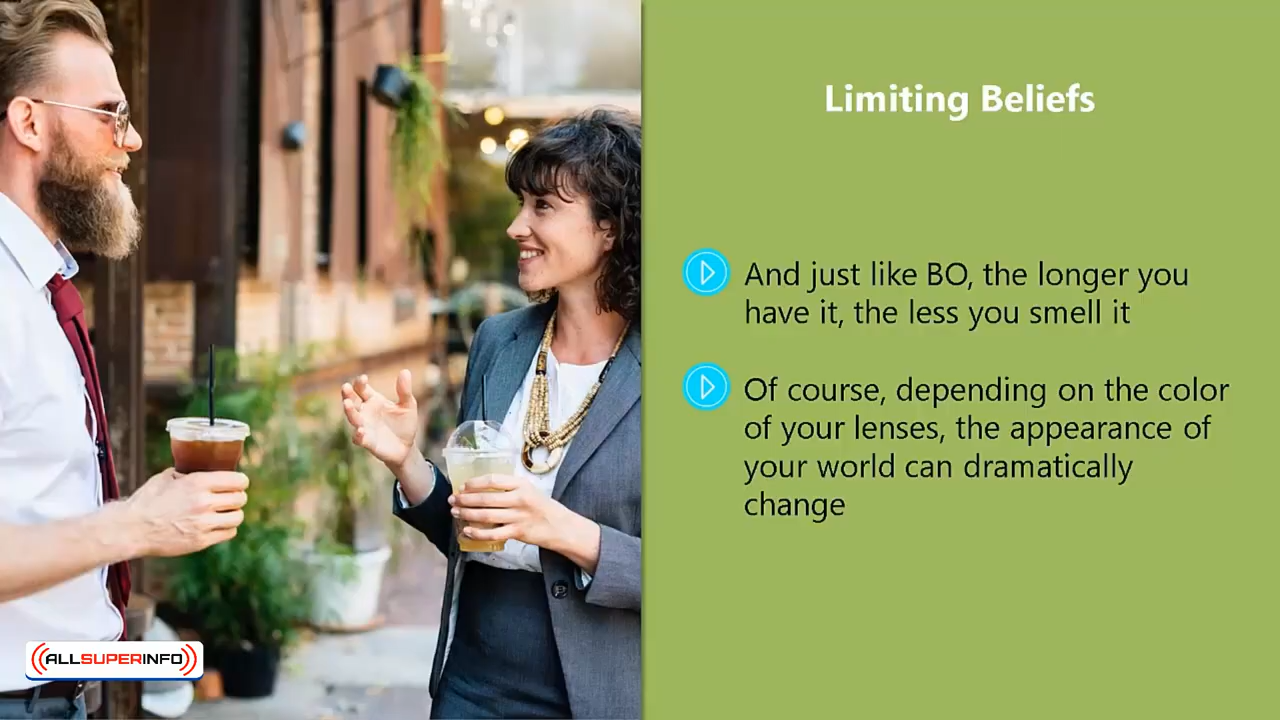 Limiting Beliefs
And just like BO, the longer you
have it, the less you smell it
Of course, depending on the color
of your lenses, the appearance of
your world can dramatically
change
ALLSUPERINFO